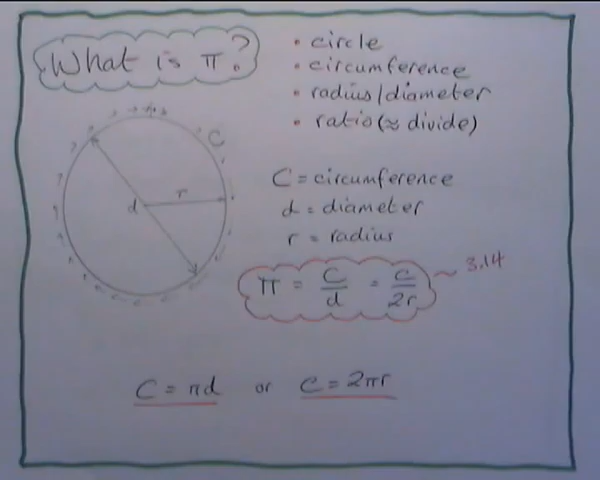 What is π?
• circle
• circumference
• radius/diameter
• ratio (≈ divide)
C
r
d
C = circumference
d = diameter
r = radius
π = C/d = C/2r ~ 3.14
C = πd or C = 2πr